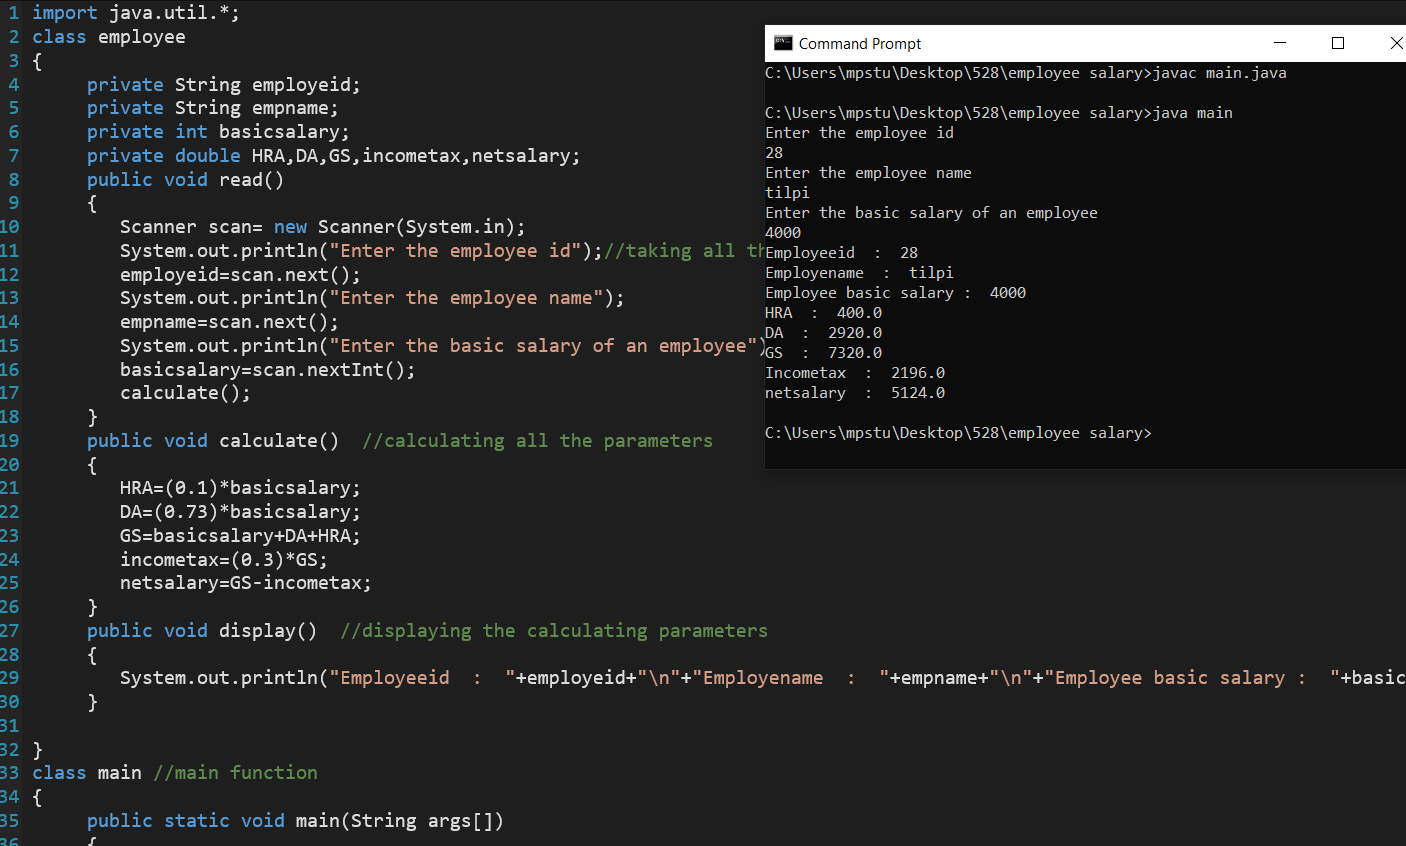 1 import java.util.*;
2 class employee
3 {
4 private String employeid;
5 private String empname;
6 private int basicsalary;
7 private double HRA,DA,GS,incometax,netsalary;
8 public void read()
9 {
10 Scanner scan= new Scanner(System.in);
11 System.out.println("Enter the employee id");//taking all th
12 employeid=scan.next();
13 System.out.println("Enter the employee name");
14 empname=scan.next();
15 System.out.println("Enter the basic salary of an employee")
16 basicsalary=scan.nextInt();
17 calculate();
18 }
19 public void calculate() //calculating all the parameters
20 {
21 HRA=(0.1)*basicsalary;
22 DA=(0.73)*basicsalary;
23 GS=basicsalary+DA+HRA;
24 incometax=(0.3)*GS;
25 netsalary=GS-incometax;
26 }
27 public void display() //displaying the calculating parameters
28 {
29 System.out.println("Employeeid  :  "+employeid+"\n"+"Employename  :  "+empname+"\n"+"Employee basic salary :  "+basic
30 }
31
32 }
33 class main //main function
34 {
35 public static void main(String args[])
36 {
Command Prompt
C:\Users\mpstu\Desktop\528\employee salary>javac main.java
C:\Users\mpstu\Desktop\528\employee salary>java main
Enter the employee id
28
Enter the employee name
tilpi
Enter the basic salary of an employee
4000
Employeeid  :  28
Employename  :  tilpi
Employee basic salary :  4000
HRA  :  400.0
DA  :  2920.0
GS  :  7320.0
Incometax  :  2196.0
netsalary  :  5124.0
C:\Users\mpstu\Desktop\528\employee salary>